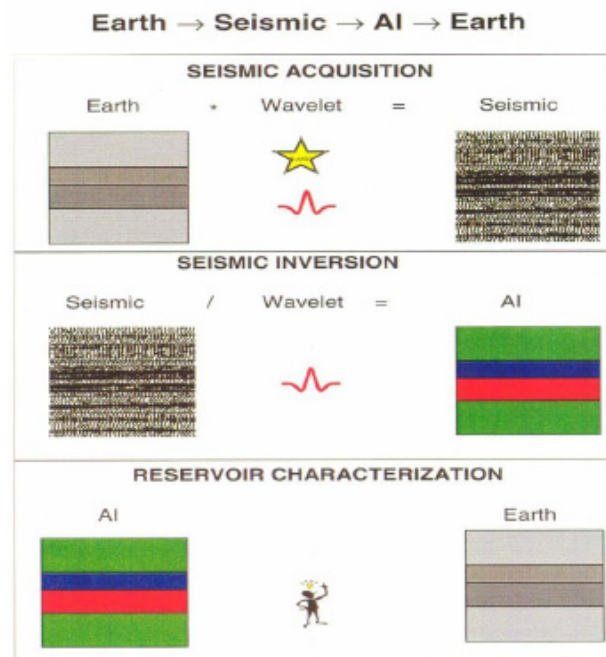 Earth → Seismic → AI → Earth
SEISMIC ACQUISITION
Earth * Wavelet = Seismic
SEISMIC INVERSION
Seismic / Wavelet = AI
RESERVOIR CHARACTERIZATION
AI Earth